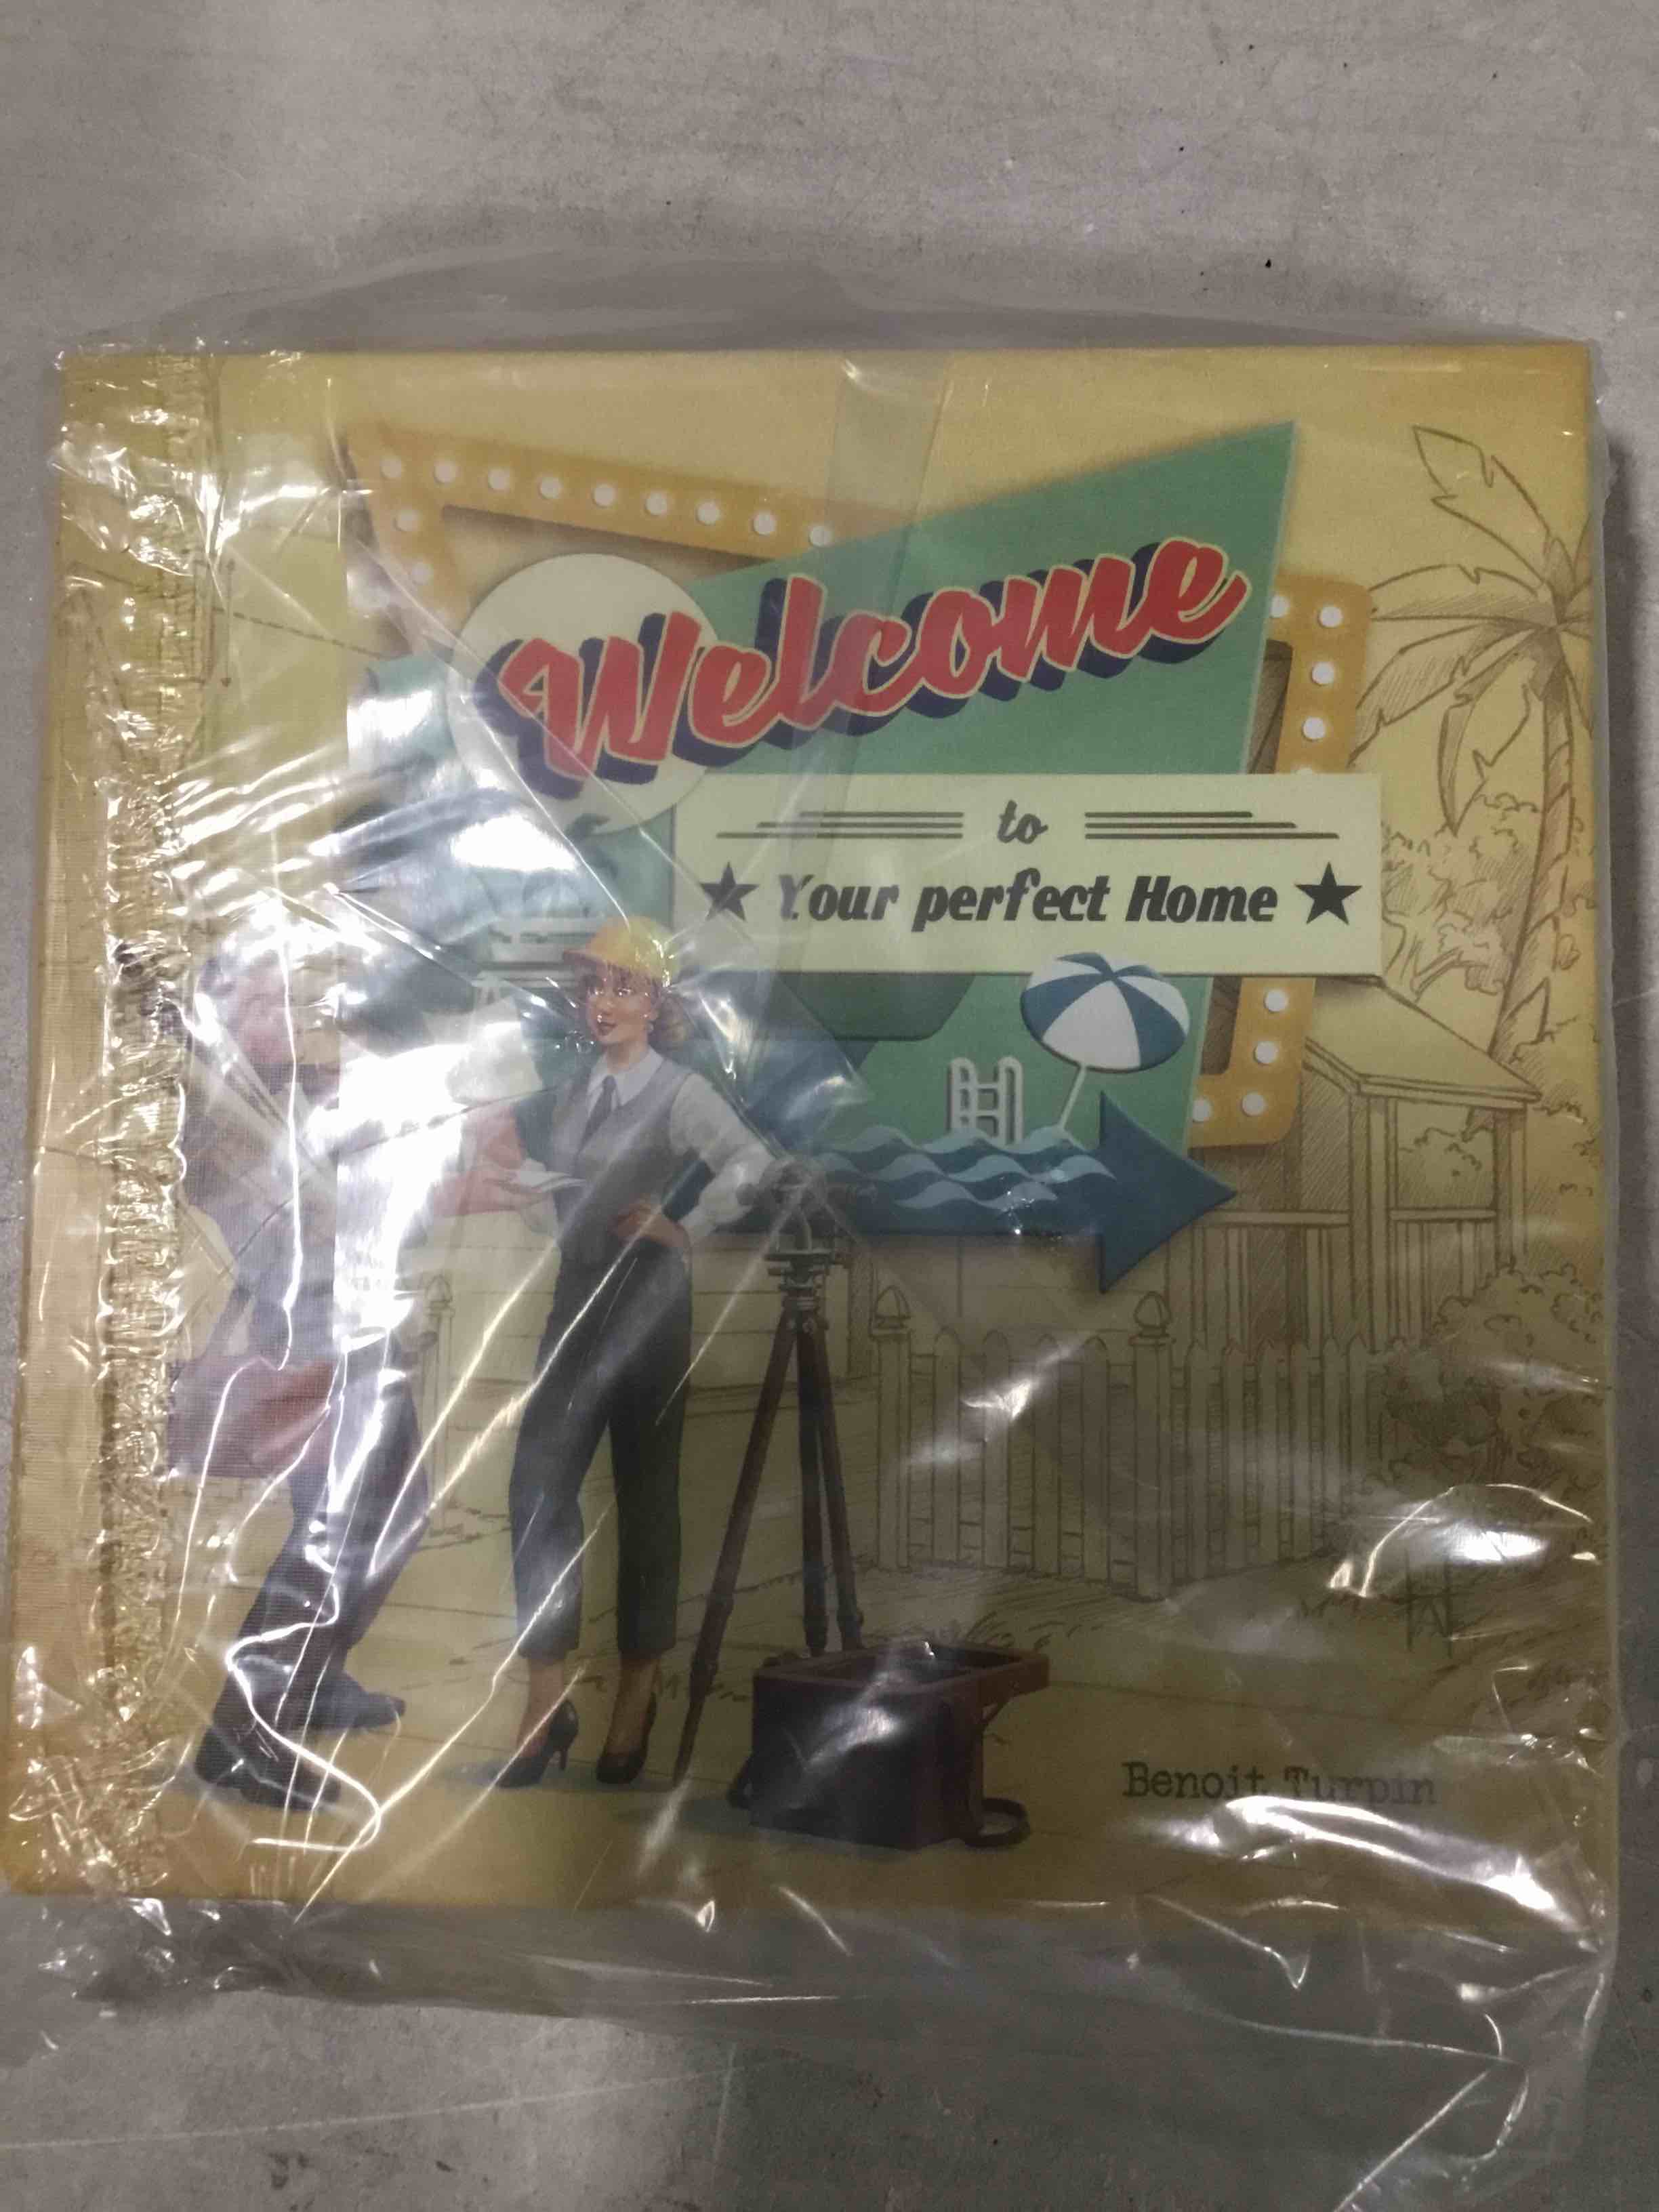 Welcome
to
Your perfect Home
Benoit Turpin